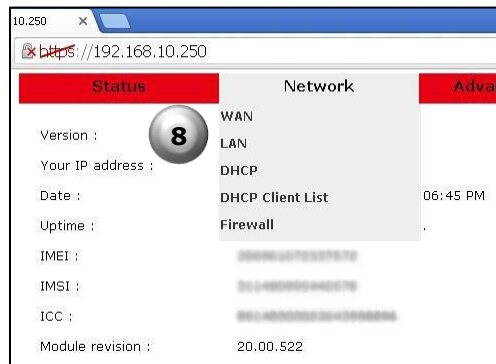 10.250
https://192.168.10.250
Status Network Adva
WAN
Version : 8 LAN
Your IP address : DHCP
Date : DHCP Client List 06:45 PM
Uptime : Firewall .
IMEI :
IMSI :
ICC :
Module revision : 20.00.522